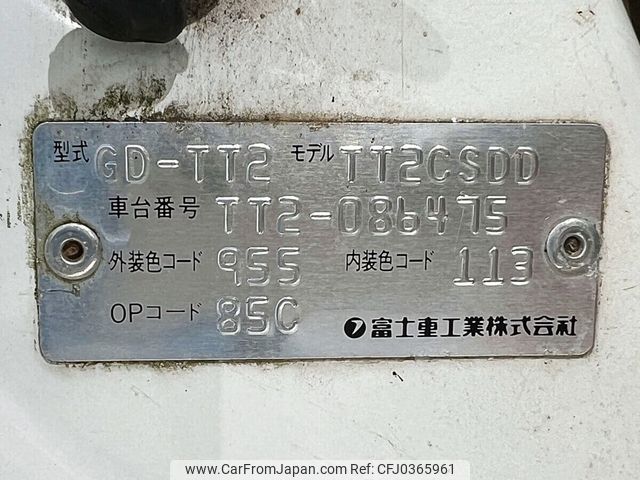 型式 GD-TT2 モデル TT2CSDD
車台番号 TT2-086475
外装色コード 955 内装色コード 113
OPコード 85C 富士重工業株式会社
www.CarFromJapan.com | REF No.040365961